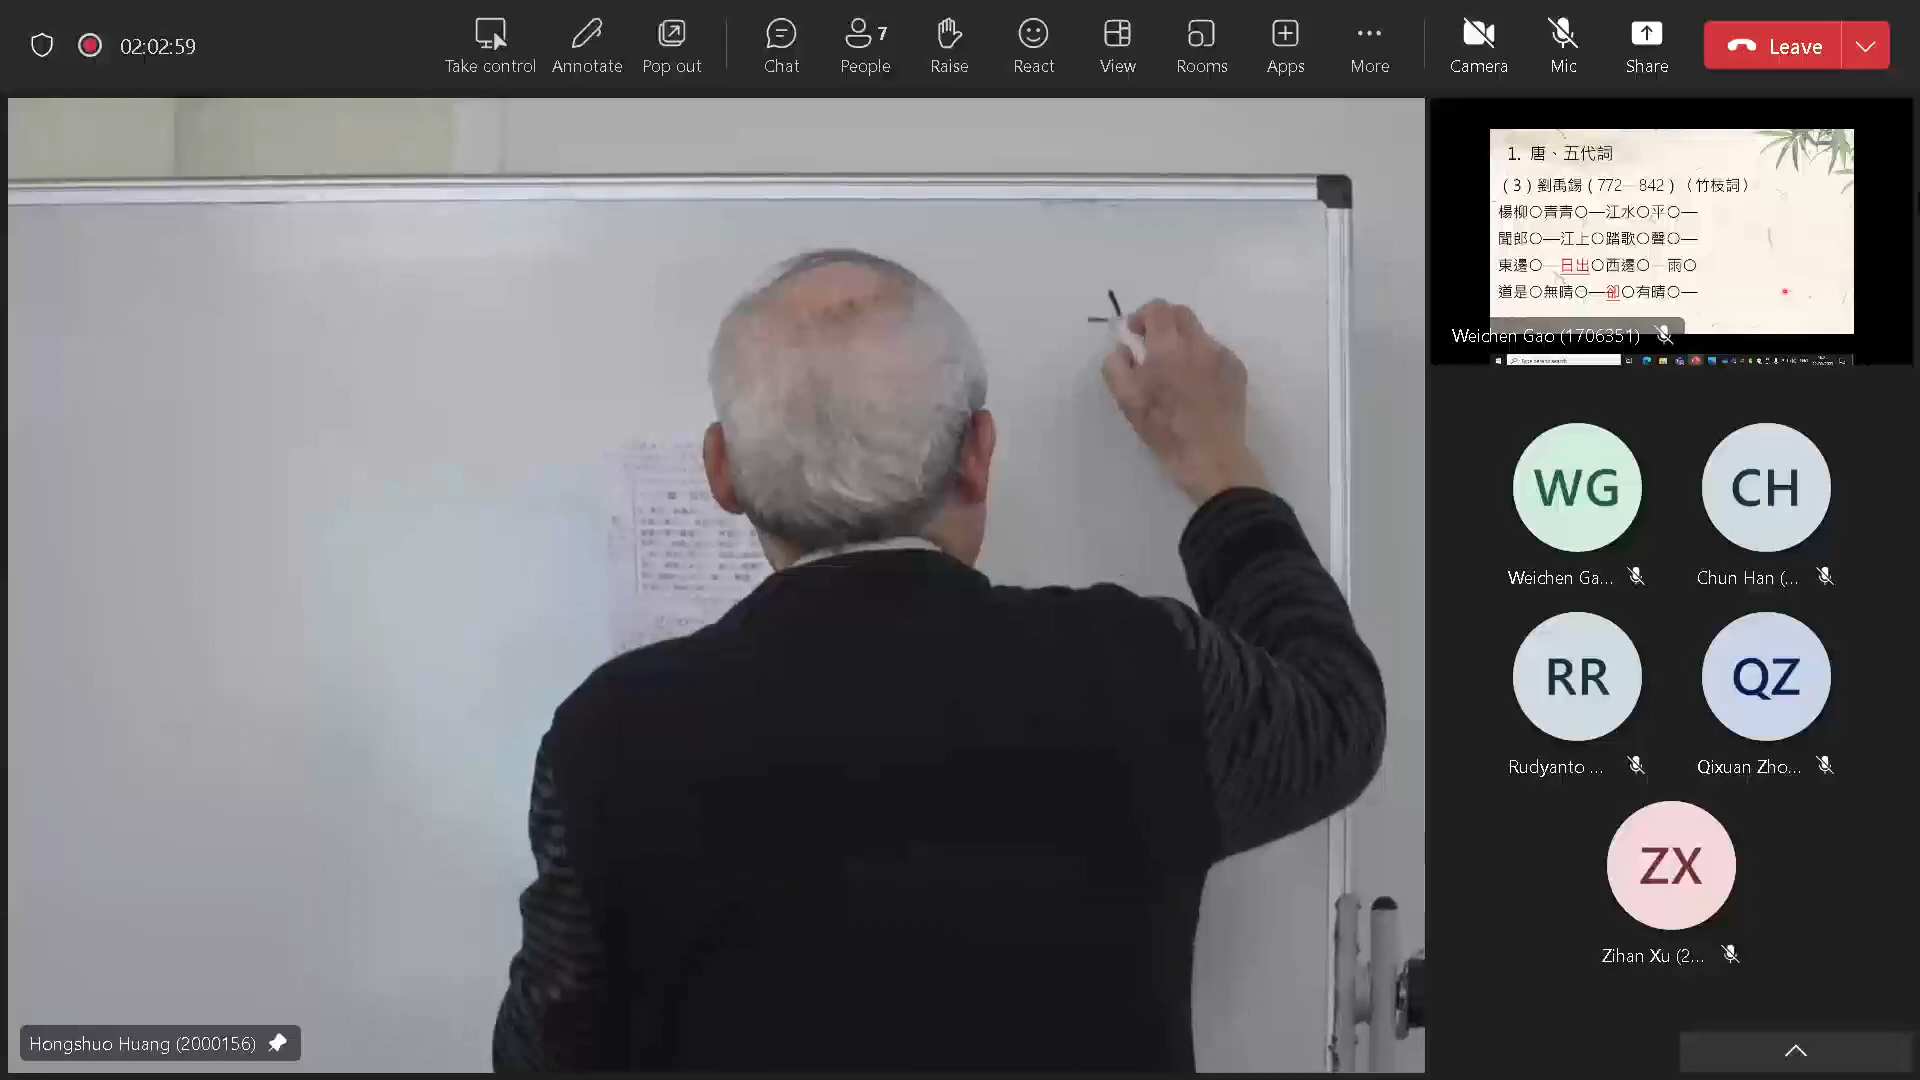 02:02:59
Take control
Annotate
Pop out
Chat
People
7
Raise
React
View
Rooms
Apps
More
Camera
Mic
Share
Leave
1. 唐、五代詞
（3）劉禹錫（772—842）（竹枝詞）
楊柳〇青青〇—江水〇平〇—
聞郎〇—江上〇踏歌〇聲〇—
東邊〇—日出〇西邊〇—雨〇
道是〇無晴〇—卻〇有晴〇—
Weichen Gao (1706351)
Type here to search
WG
CH
Weichen Ga...
Chun Han (...
RR
QZ
Rudyanto ...
Qixuan Zho...
ZX
Zihan Xu (2...
Hongshuo Huang (2000156)